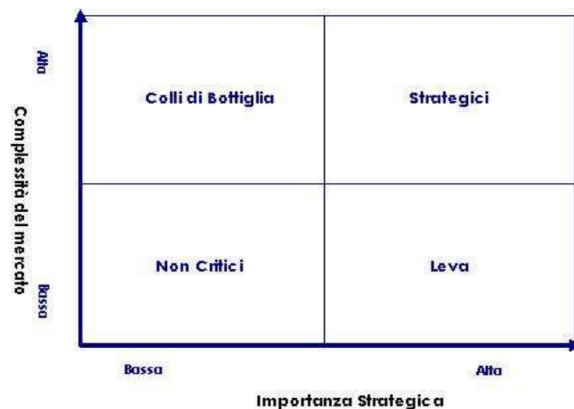 Alta
Colli di Bottiglia
Strategici
Complessità del mercato
Non Critici
Leva
Bassa
Bassa
Alta
Importanza Strategica